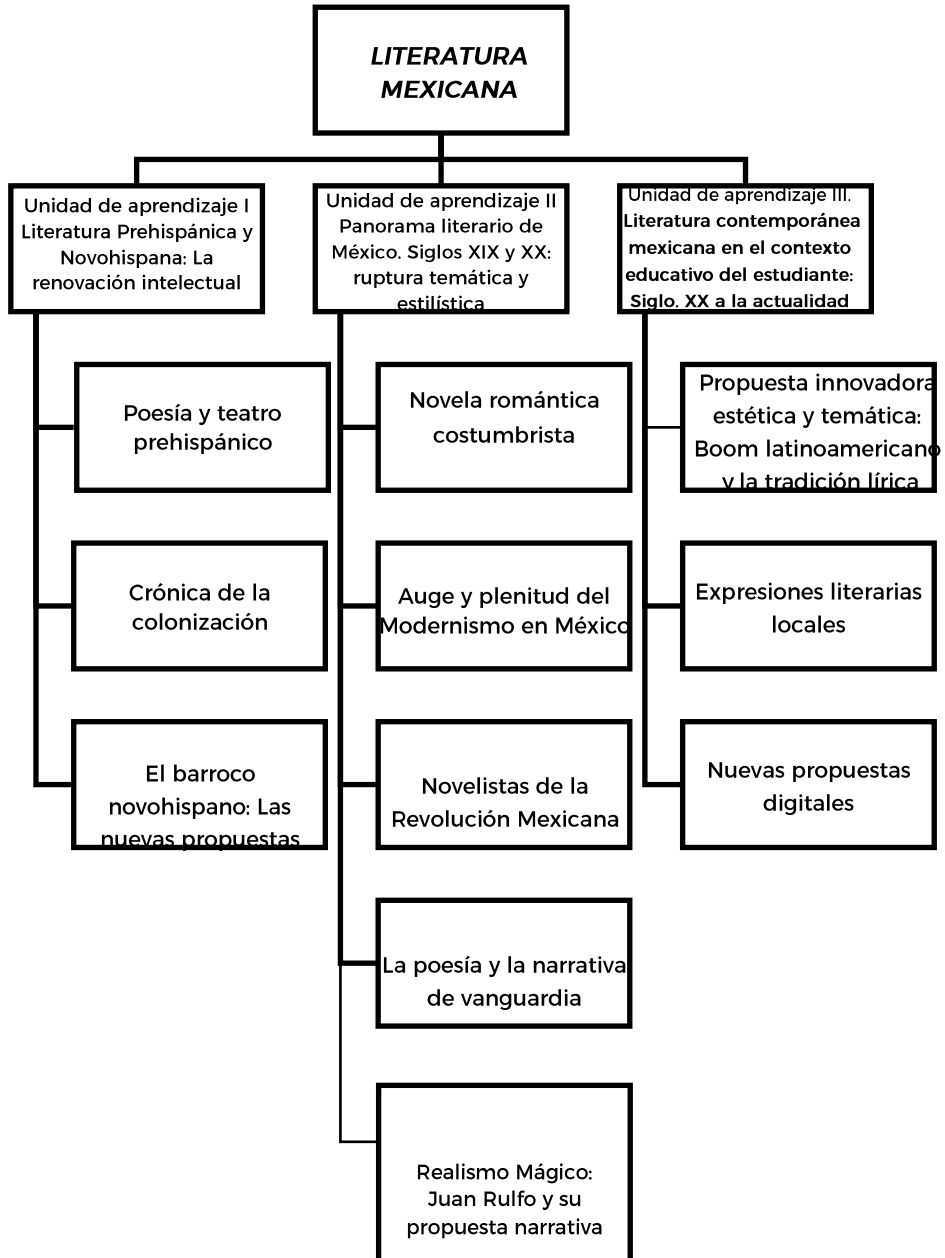 LITERATURA
MEXICANA
Unidad de aprendizaje I
Literatura Prehispánica y
Novohispana: La
renovación intelectual
Poesía y teatro
prehispánico
Crónica de la
colonización
El barroco
novohispano: Las
nuevas propuestas
Unidad de aprendizaje II
Panorama literario de
México. Siglos XIX y XX:
ruptura temática y
estilística
Novela romántica
costumbrista
Auge y plenitud del
Modernismo en México
Novelistas de la
Revolución Mexicana
La poesía y la narrativa
de vanguardia
Realismo Mágico:
Juan Rulfo y su
propuesta narrativa
Unidad de aprendizaje III.
Literatura contemporánea
mexicana en el contexto
educativo del estudiante:
Siglo. XX a la actualidad
Propuesta innovadora
estética y temática:
Boom latinoamericano
y la tradición lírica
Expresiones literarias
locales
Nuevas propuestas
digitales